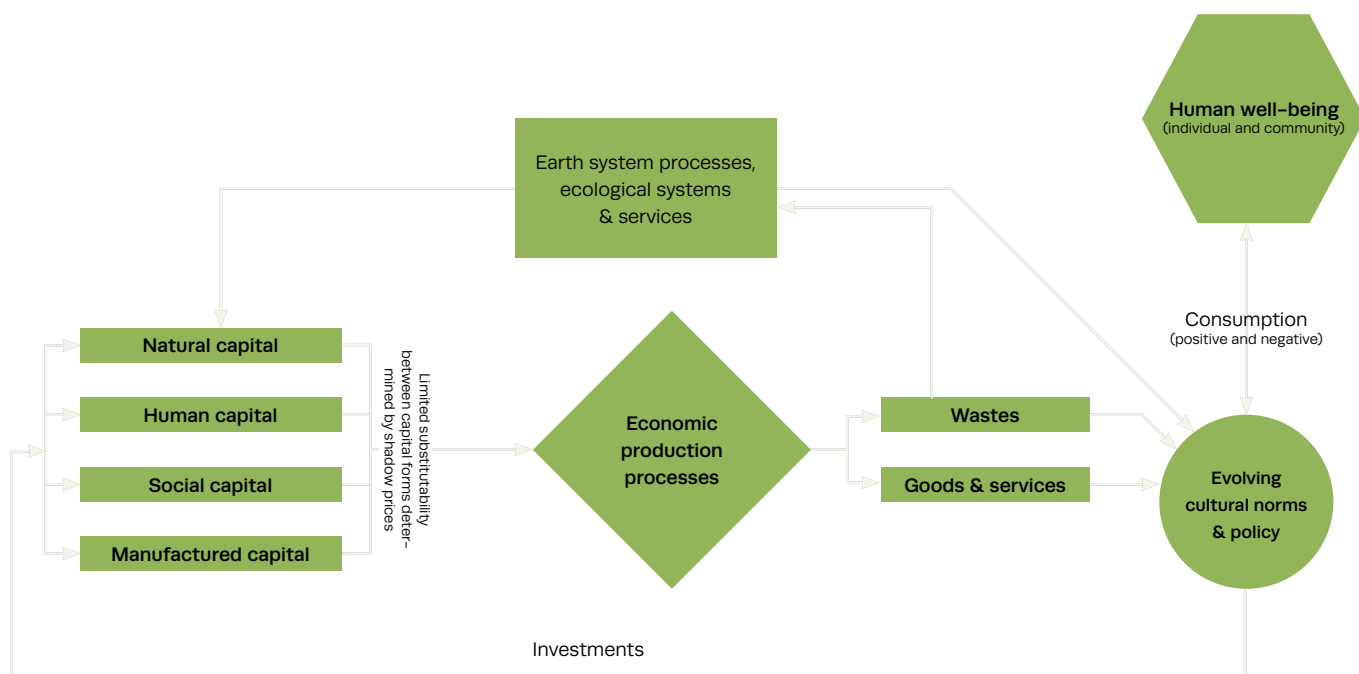 Human well-being
(individual and community)
Earth system processes,
ecological systems
& services
Consumption
(positive and negative)
Natural capital
Human capital
Social capital
Manufactured capital
Limited substitutability
between capital forms deter-
mined by shadow prices
Economic
production
processes
Wastes
Goods & services
Evolving
cultural norms
& policy
Investments